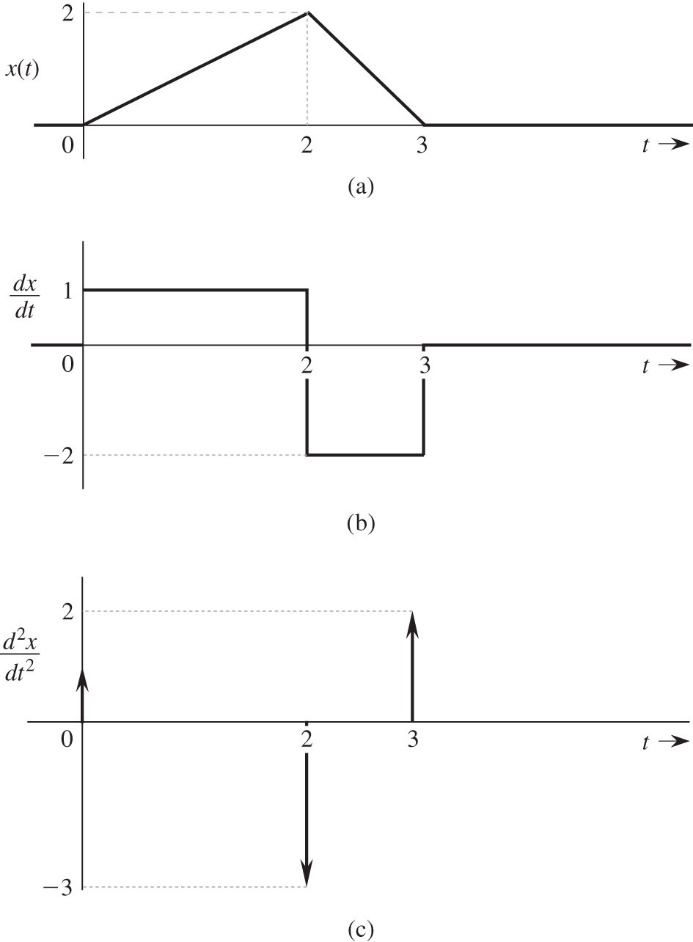 2
x(t)
0 2 3 t
(a)
dx/dt 1
0 2 3 t
−2
(b)
2
d²x/dt²
0 2 3 t
−3
(c)